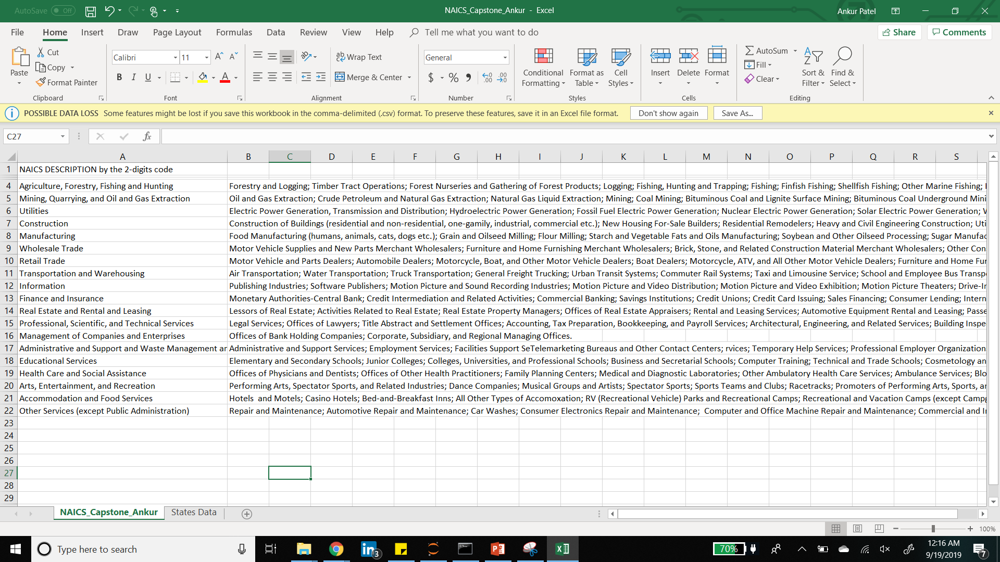 AutoSave Off
NAICS_Capstone_Ankur - Excel
Ankur Patel
File Home Insert Draw Page Layout Formulas Data Review View Help Tell me what you want to do Share Comments
Paste
Cut
Copy
Format Painter
Clipboard
Calibri 11
B I U
Font
Wrap Text
Merge & Center
Alignment
General
$ % ,
Number
Conditional Formatting
Format as Table
Cell Styles
Styles
Insert
Delete
Format
Cells
AutoSum
Fill
Clear
Sort & Filter
Find & Select
Editing
POSSIBLE DATA LOSS Some features might be lost if you save this workbook in the comma-delimited (.csv) format. To preserve these features, save it in an Excel file format. Don't show again Save As...
C27 fx
A B C D E F G H I J K L M N O P Q R S
1 NAICS DESCRIPTION by the 2-digits code
4 Agriculture, Forestry, Fishing and Hunting Forestry and Logging; Timber Tract Operations; Forest Nurseries and Gathering of Forest Products; Logging; Fishing, Hunting and Trapping; Fishing; Finfish Fishing; Shellfish Fishing; Other Marine Fishing;
5 Mining, Quarrying, and Oil and Gas Extraction Oil and Gas Extraction; Crude Petroleum and Natural Gas Extraction; Natural Gas Liquid Extraction; Mining; Coal Mining; Bituminous Coal and Lignite Surface Mining; Bituminous Coal Underground Mini
6 Utilities Electric Power Generation, Transmission and Distribution; Hydroelectric Power Generation; Fossil Fuel Electric Power Generation; Nuclear Electric Power Generation; Solar Electric Power Generation;
7 Construction Construction of Buildings (residential and non-residential, one-gamily, industrial, commercial etc.); New Housing For-Sale Builders; Residential Remodelers; Heavy and Civil Engineering Construction; Uti
8 Manufacturing Food Manufacturing (humans, animals, cats, dogs etc.); Grain and Oilseed Milling; Flour Milling; Starch and Vegetable Fats and Oils Manufacturing; Soybean and Other Oilseed Processing; Sugar Manufac
9 Wholesale Trade Motor Vehicle Supplies and New Parts Merchant Wholesalers; Furniture and Home Furnishing Merchant Wholesalers; Brick, Stone, and Related Construction Material Merchant Wholesalers; Other Con
10 Retail Trade Motor Vehicle and Parts Dealers; Automobile Dealers; Motorcycle, Boat, and Other Motor Vehicle Dealers; Boat Dealers; Motorcycle, ATV, and All Other Motor Vehicle Dealers; Furniture and Home Fur
11 Transportation and Warehousing Air Transportation; Water Transportation; Truck Transportation; General Freight Trucking; Urban Transit Systems; Commuter Rail Systems; Taxi and Limousine Service; School and Employee Bus Transp
12 Information Publishing Industries; Software Publishers; Motion Picture and Sound Recording Industries; Motion Picture and Video Distribution; Motion Picture and Video Exhibition; Motion Picture Theaters; Drive-Ir
13 Finance and Insurance Monetary Authorities-Central Bank; Credit Intermediation and Related Activities; Commercial Banking; Savings Institutions; Credit Unions; Credit Card Issuing; Sales Financing; Consumer Lending; Intern
14 Real Estate and Rental and Leasing Lessors of Real Estate; Activities Related to Real Estate; Real Estate Property Managers; Offices of Real Estate Appraisers; Rental and Leasing Services; Automotive Equipment Rental and Leasing; Passe
15 Professional, Scientific, and Technical Services Legal Services; Offices of Lawyers; Title Abstract and Settlement Offices; Accounting, Tax Preparation, Bookkeeping, and Payroll Services; Architectural, Engineering, and Related Services; Building Inspe
16 Management of Companies and Enterprises Offices of Bank Holding Companies; Corporate, Subsidiary, and Regional Managing Offices.
17 Administrative and Support and Waste Management ar Administrative and Support Services; Employment Services; Facilities Support SeTelemarketing Bureaus and Other Contact Centers; rvices; Temporary Help Services; Professional Employer Organization
18 Educational Services Elementary and Secondary Schools; Junior Colleges; Colleges, Universities, and Professional Schools; Business and Secretarial Schools; Computer Training; Technical and Trade Schools; Cosmetology an
19 Health Care and Social Assistance Offices of Physicians and Dentists; Offices of Other Health Practitioners; Family Planning Centers; Medical and Diagnostic Laboratories; Other Ambulatory Health Care Services; Ambulance Services; Blo
20 Arts, Entertainment, and Recreation Performing Arts, Spectator Sports, and Related Industries; Dance Companies; Musical Groups and Artists; Spectator Sports; Sports Teams and Clubs; Racetracks; Promoters of Performing Arts, Sports, ar
21 Accommodation and Food Services Hotels and Motels; Casino Hotels; Bed-and-Breakfast Inns; All Other Types of Accomoxation; RV (Recreational Vehicle) Parks and Recreational Camps; Recreational and Vacation Camps (except Campg
22 Other Services (except Public Administration) Repair and Maintenance; Automotive Repair and Maintenance; Car Washes; Consumer Electronics Repair and Maintenance; Computer and Office Machine Repair and Maintenance; Commercial and I
23
24
25
26
27
28
29
NAICS_Capstone_Ankur States Data
100%
Type here to search
3
70%
12:16 AM
9/19/2019
7